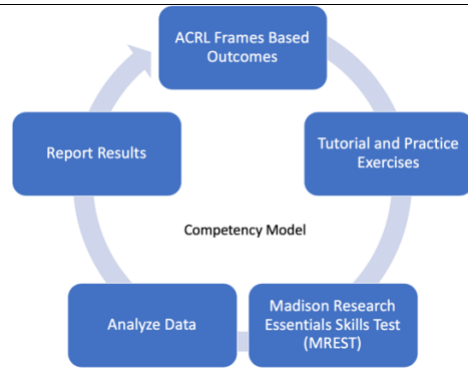 ACRL Frames Based
Outcomes
Tutorial and Practice
Exercises
Madison Research
Essentials Skills Test
(MREST)
Analyze Data
Report Results
Competency Model